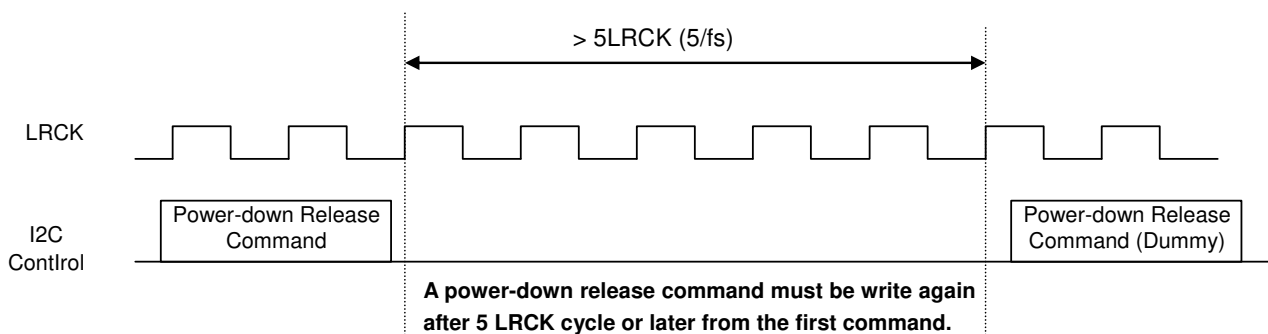 > 5LRCK (5/fs)
LRCK
Power-down Release
Command
Power-down Release
Command (Dummy)
I2C
ContIrol
A power-down release command must be write again
after 5 LRCK cycle or later from the first command.